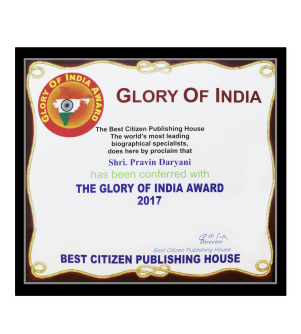 GLORY OF INDIA AWARD
GLORY OF INDIA
The Best Citizen Publishing House
The world's most leading
biographical specialists,
does here by proclaim that
Shri. Pravin Daryani
has been conferred with
THE GLORY OF INDIA AWARD
2017
Director
Best Citizen Publishing House
BEST CITIZEN PUBLISHING HOUSE